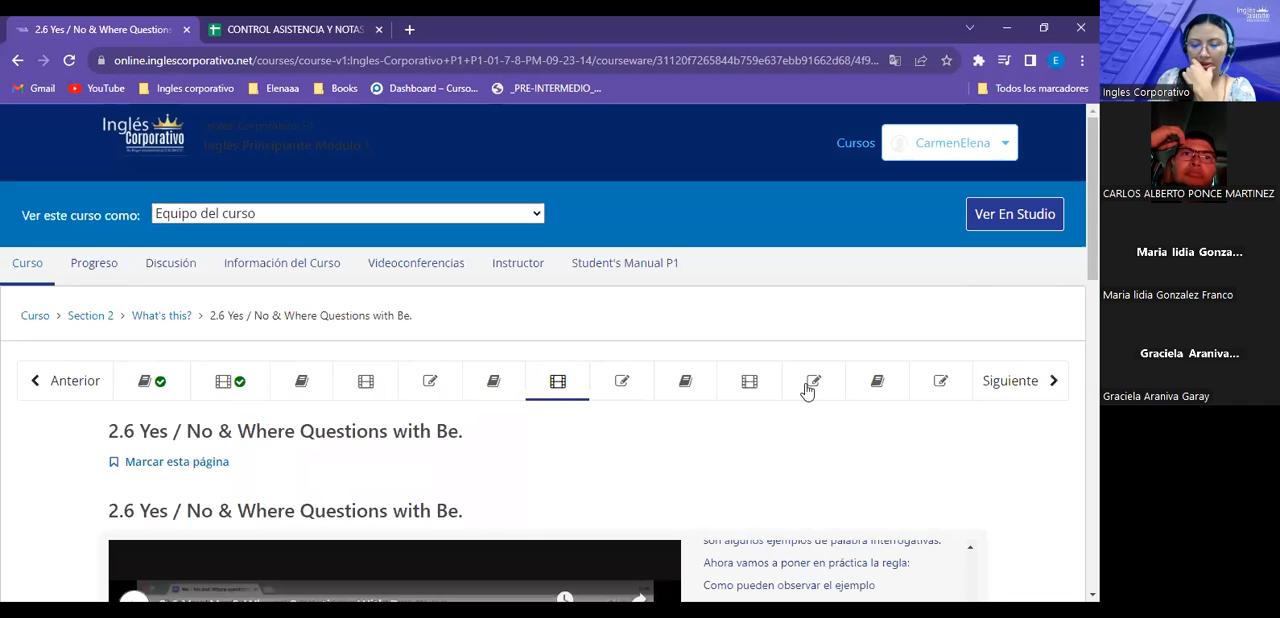 2.6 Yes / No & Where Questions
CONTROL ASISTENCIA Y NOTAS
online.inglescorporativo.net/courses/course-v1:Ingles-Corporativo+P1+P1-01-7-8-PM-09-23-14/courseware/31120f7265844b759e637ebb91662d68/4f9...
Gmail YouTube Ingles corporativo Elenaaa Books Dashboard – Curso... _PRE-INTERMEDIO_... Todos los marcadores
Inglés
Corporativo
Ingles Corporativo: P1
Inglés Principiante Módulo 1
Cursos CarmenElena
Ver este curso como: Equipo del curso Ver En Studio
Curso Progreso Discusión Información del Curso Videoconferencias Instructor Student's Manual P1
Curso > Section 2 > What's this? > 2.6 Yes / No & Where Questions with Be.
Anterior Siguiente
2.6 Yes / No & Where Questions with Be.
Marcar esta página
2.6 Yes / No & Where Questions with Be.
son algunos ejemplos de palabra interrogativas.
Ahora vamos a poner en práctica la regla:
Como pueden observar el ejemplo
Ingles Corporativo
CARLOS ALBERTO PONCE MARTINEZ
Maria lidia Gonza...
Maria lidia Gonzalez Franco
Graciela Araniva...
Graciela Araniva Garay